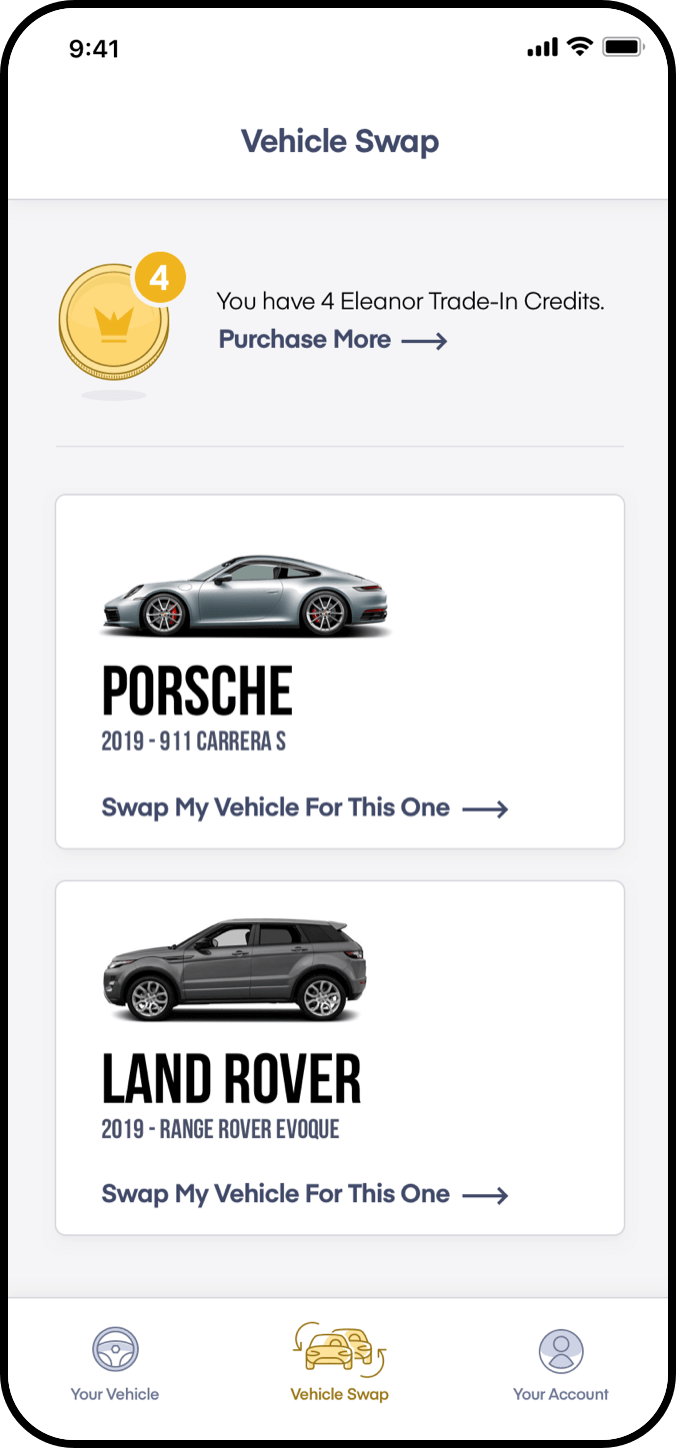 9:41
Vehicle Swap
4
You have 4 Eleanor Trade-In Credits.
Purchase More
PORSCHE
2019 - 911 CARRERA S
Swap My Vehicle For This One
LAND ROVER
2019 - RANGE ROVER EVOQUE
Swap My Vehicle For This One
Your Vehicle
Vehicle Swap
Your Account